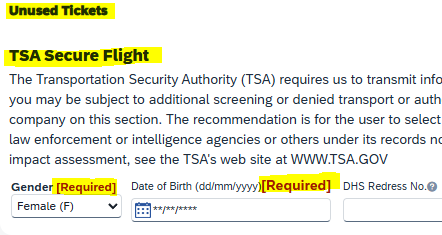 Unused Tickets
TSA Secure Flight
The Transportation Security Authority (TSA) requires us to transmit info
you may be subject to additional screening or denied transport or auth
company on this section. The recommendation is for the user to select
law enforcement or intelligence agencies or others under its records no
impact assessment, see the TSA's web site at WWW.TSA.GOV
Gender [Required] Date of Birth (dd/mm/yyyy)[Required] DHS Redress No.
Female (F) **/**/****